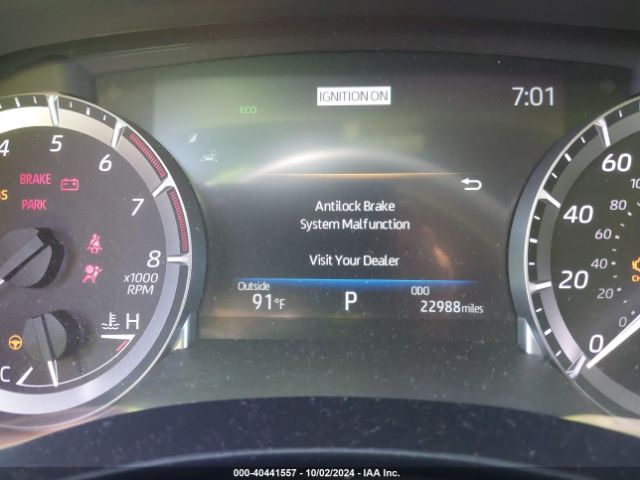 IGNITION ON
7:01
ECO
4 5 6 7 8
x1000
RPM
BRAKE
PARK
H
C
Antilock Brake
System Malfunction
Visit Your Dealer
Outside
91°F
P
ODO
22988 miles
60
40
20
0
80
60
40
20
0
000-40441557 - 10/02/2024 - IAA Inc.